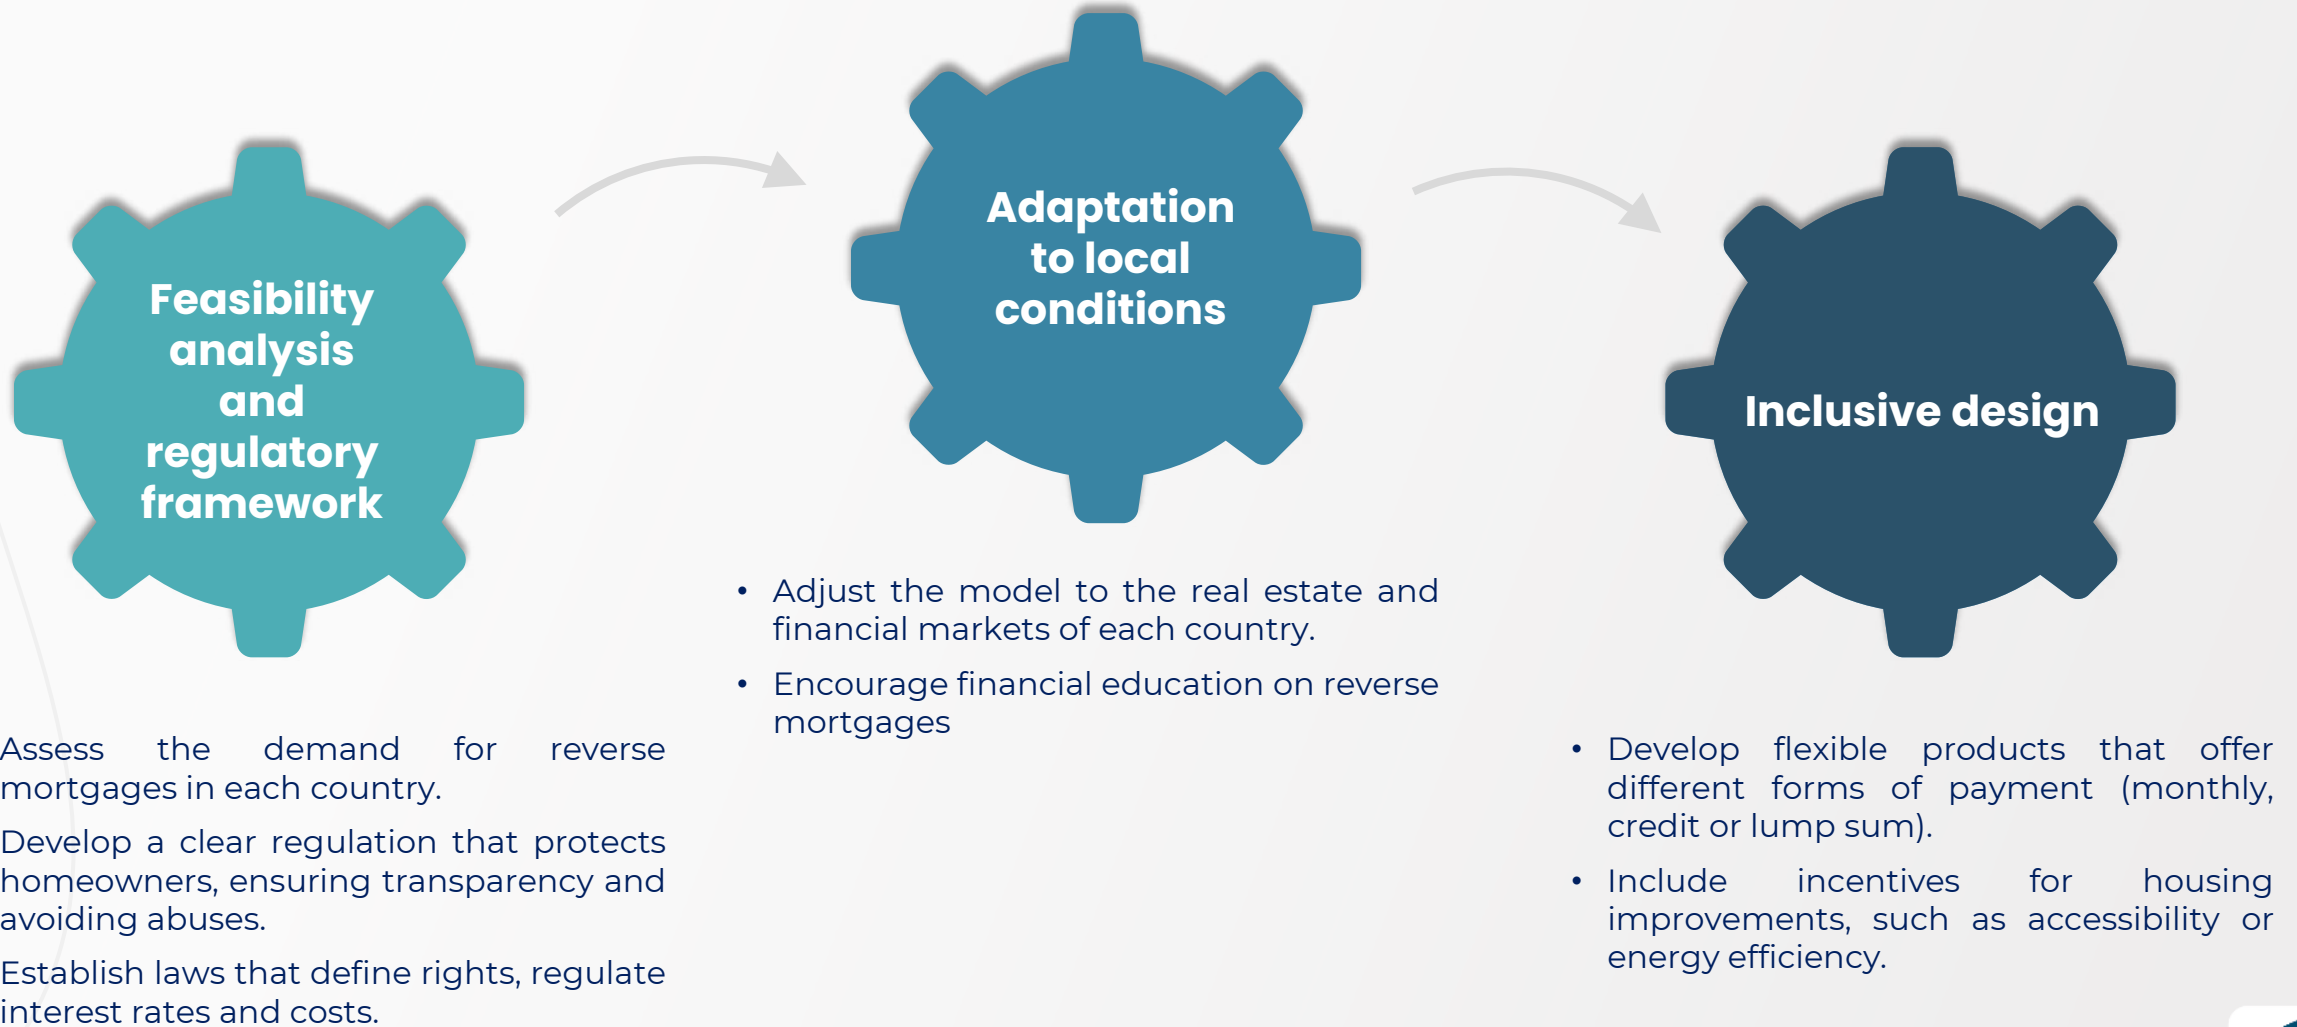 Feasibility
analysis
and
regulatory
framework
Assess the demand for reverse
mortgages in each country.
Develop a clear regulation that protects
homeowners, ensuring transparency and
avoiding abuses.
Establish laws that define rights, regulate
interest rates and costs.
Adaptation
to local
conditions
• Adjust the model to the real estate and
financial markets of each country.
• Encourage financial education on reverse
mortgages
Inclusive design
• Develop flexible products that offer
different forms of payment (monthly,
credit or lump sum).
• Include incentives for housing
improvements, such as accessibility or
energy efficiency.